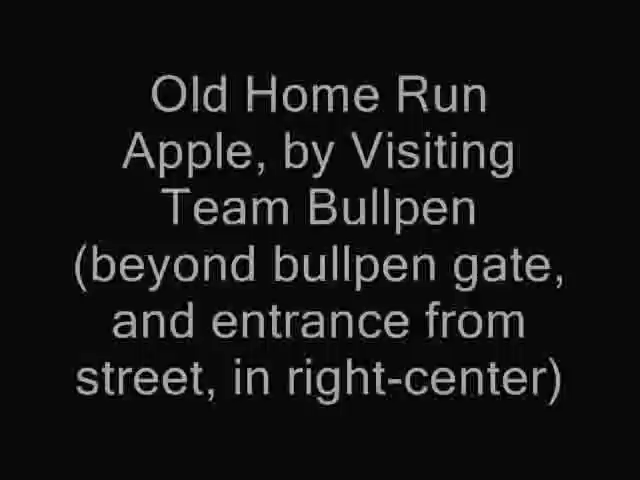 Old Home Run
Apple, by Visiting
Team Bullpen
(beyond bullpen gate,
and entrance from
street, in right-center)